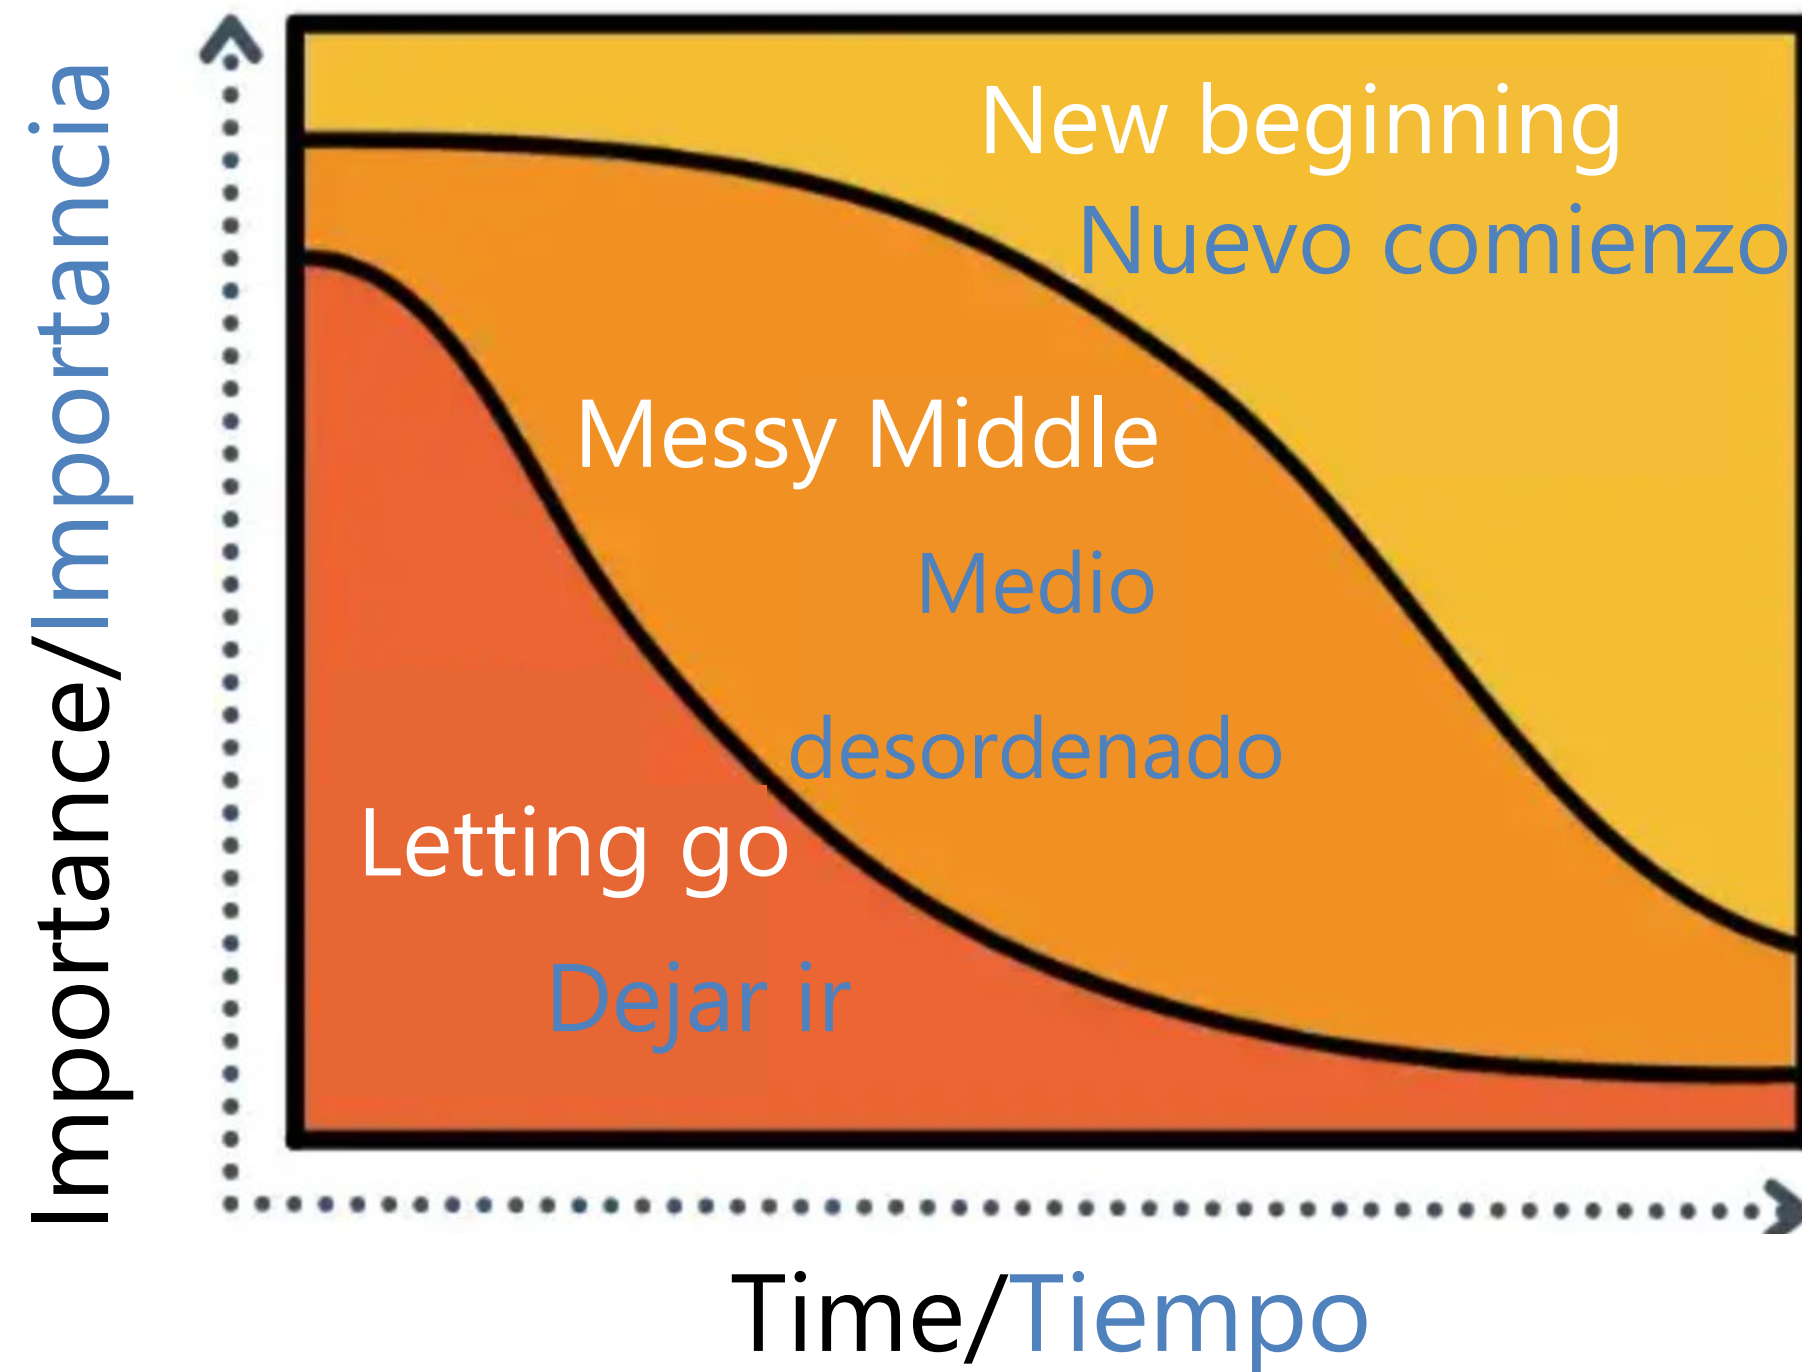 Importance/Importancia
New beginning
Nuevo comienzo
Messy Middle
Medio
desordenado
Letting go
Dejar ir
Time/Tiempo